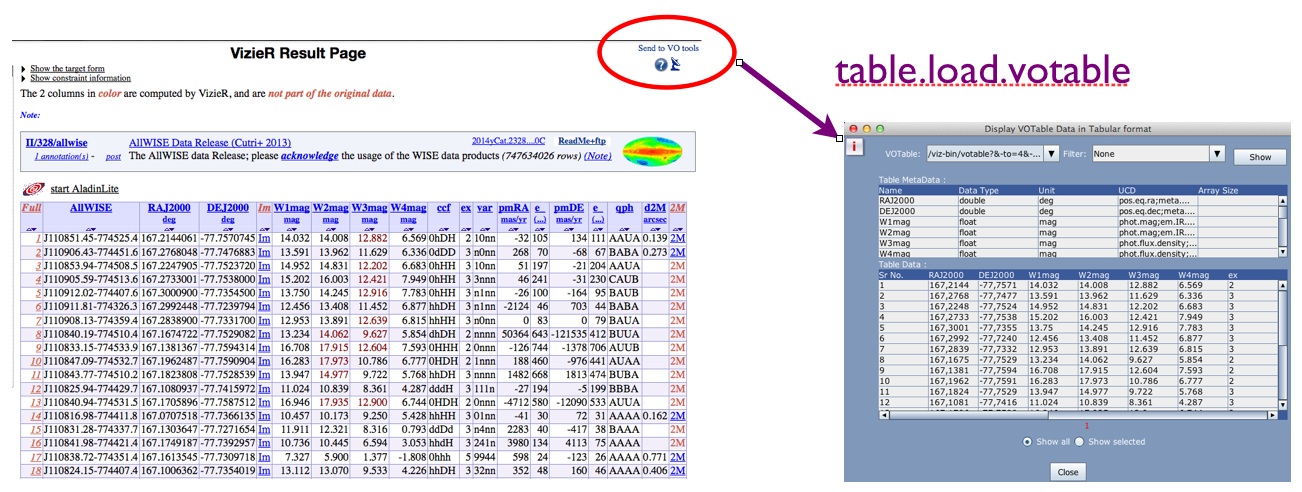 Send to VO tools
VizieR Result Page
table.load.votable
Show the target form
Show constraint information
The 2 columns in color are computed by VizieR, and are not part of the original data.
Note:
II/328/allwise AllWISE Data Release (Cutri+ 2013) 2014yCat.2328....0C ReadMe+ftp
1 annotation(s) - post The AllWISE data Release; please acknowledge the usage of the WISE data products (747634026 rows) (Note)
start AladinLite
Full AllWISE RAJ2000 DEJ2000 Im W1mag W2mag W3mag W4mag ccf ex var pmRA e_ pmDE e_ qph d2M 2M
deg deg mag mag mag mag mas/yr (...) mas/yr (...) arcsec
1 J110851.45-774525.4 167.2144061 -77.7570745 Im 14.032 14.008 12.882 6.569 0hDH 2 10nn -32 105 134 111 AAUA 0.139 2M
2 J110906.43-774451.6 167.2768048 -77.7476883 Im 13.591 13.962 11.629 6.336 0dDD 3 n0nn 268 70 -68 67 BABA 0.273 2M
3 J110853.94-774508.5 167.2247905 -77.7523720 Im 14.952 14.831 12.202 6.683 0hHH 3 10nn 51 197 -21 204 AAUA 2M
4 J110905.59-774513.6 167.2733001 -77.7538000 Im 15.202 16.003 12.421 7.949 0hHH 3 3nnn 46 241 -31 230 CAUB 2M
5 J110912.02-774407.6 167.3000900 -77.7354500 Im 13.750 14.245 12.916 7.783 0hHH 3 n1nn -26 100 -164 95 BAUB 2M
6 J110911.81-774326.3 167.2992448 -77.7239794 Im 12.456 13.408 11.452 6.877 hHDH 3 n1nn -2124 46 703 44 BABA 2M
7 J110908.13-774359.4 167.2838900 -77.7331700 Im 12.953 13.891 12.639 6.815 hHHH 3 n0nn 0 83 0 79 BAUA 2M
8 J110840.19-774510.4 167.1674722 -77.7529082 Im 13.234 14.062 9.627 5.854 dhDH 2 nnnn 50364 643 -121535 412 BUUA 2M
9 J110833.15-774533.9 167.1381367 -77.7594314 Im 16.708 17.915 12.604 7.593 0HHH 2 0nnn -126 744 -1378 706 AUUB 2M
10 J110847.09-774532.7 167.1962487 -77.7590904 Im 16.283 17.973 10.786 6.777 0HDH 2 1nnn 188 460 -976 441 AUAA 2M
11 J110843.77-774510.2 167.1823808 -77.7528539 Im 13.947 14.977 9.722 5.768 hhDH 3 nnnn 1482 668 1813 474 BUBA 2M
12 J110825.94-774429.7 167.1080937 -77.7415972 Im 11.024 10.839 8.361 4.287 dddH 3 111n -27 194 -5 199 BBBA 2M
13 J110840.94-774531.5 167.1705896 -77.7587512 Im 16.946 17.935 12.900 6.744 0HDH 2 0nnn -4712 580 -12090 533 AUUA 2M
14 J110816.98-774411.8 167.0707518 -77.7366135 Im 10.457 10.173 9.250 5.428 hhHH 3 01nn -41 30 72 31 AAAA 0.162 2M
15 J110831.28-774337.7 167.1303647 -77.7271654 Im 11.911 12.321 8.316 0.793 ddDd 3 n4nm 2283 40 -417 38 BAAA 2M
16 J110841.98-774421.4 167.1749187 -77.7392957 Im 10.736 10.445 6.594 3.053 hhdH 3 241n 3980 134 4113 75 AAAA 2M
17 J110838.72-774351.4 167.1613545 -77.7309718 Im 7.327 5.900 1.377 -1.808 0hhh 5 9944 598 24 -123 26 AAAA 0.771 2M
18 J110824.15-774407.4 167.1006362 -77.7354019 Im 13.112 13.070 9.533 4.226 hhDH 3 32nn 352 48 160 46 AAAA 0.406 2M
Display VOTable Data in Tabular format
VOTable: /viz-bin/votable?&-to=4&-... Filter: None Show
Table MetaData :
Name Data Type Unit UCD Array Size
RAJ2000 double deg pos.eq.ra;meta....
DEJ2000 double deg pos.eq.dec;meta....
W1mag float mag phot.mag;em.IR....
W2mag float mag phot.mag;em.IR....
W3mag float mag phot.flux.density;...
W4mag float mag phot.flux.density;...
Table Data :
Sr No. RAJ2000 DEJ2000 W1mag W2mag W3mag W4mag ex
1 167,2144 -77,7571 14.032 14.008 12.882 6.569 2
2 167,2768 -77,7477 13.591 13.962 11.629 6.336 3
3 167,2248 -77,7524 14.952 14.831 12.202 6.683 3
4 167,2733 -77,7538 15.202 16.003 12.421 7.949 3
5 167,3001 -77,7355 13.75 14.245 12.916 7.783 3
6 167,2992 -77,7240 12.456 13.408 11.452 6.877 3
7 167,2839 -77,7332 12.953 13.891 12.639 6.815 3
8 167,1675 -77,7529 13.234 14.062 9.627 5.854 2
9 167,1381 -77,7594 16.708 17.915 12.604 7.593 2
10 167,1962 -77,7591 16.283 17.973 10.786 6.777 2
11 167,1824 -77,7529 13.947 14.977 9.722 5.768 3
12 167,1081 -77,7416 11.024 10.839 8.361 4.287 3
1
Show all Show selected
Close